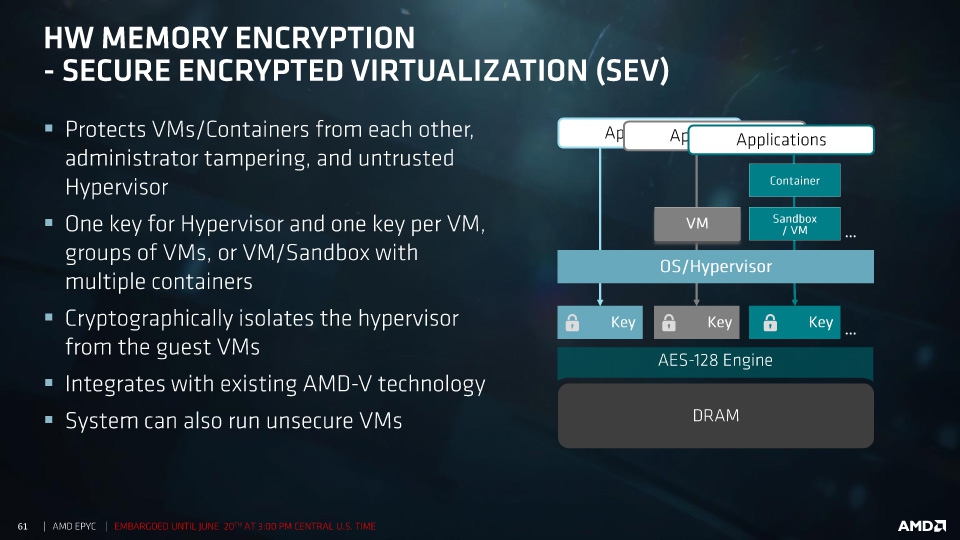 HW MEMORY ENCRYPTION
- SECURE ENCRYPTED VIRTUALIZATION (SEV)
▪ Protects VMs/Containers from each other,
administrator tampering, and untrusted
Hypervisor
▪ One key for Hypervisor and one key per VM,
groups of VMs, or VM/Sandbox with
multiple containers
▪ Cryptographically isolates the hypervisor
from the guest VMs
▪ Integrates with existing AMD-V technology
▪ System can also run unsecure VMs
Ap
Ap
Applications
Container
VM
Sandbox
/ VM
...
OS/Hypervisor
Key
Key
Key
...
AES-128 Engine
DRAM
61 | AMD EPYC | EMBARGOED UNTIL JUNE 20TH AT 3:00 PM CENTRAL U.S. TIME
AMD